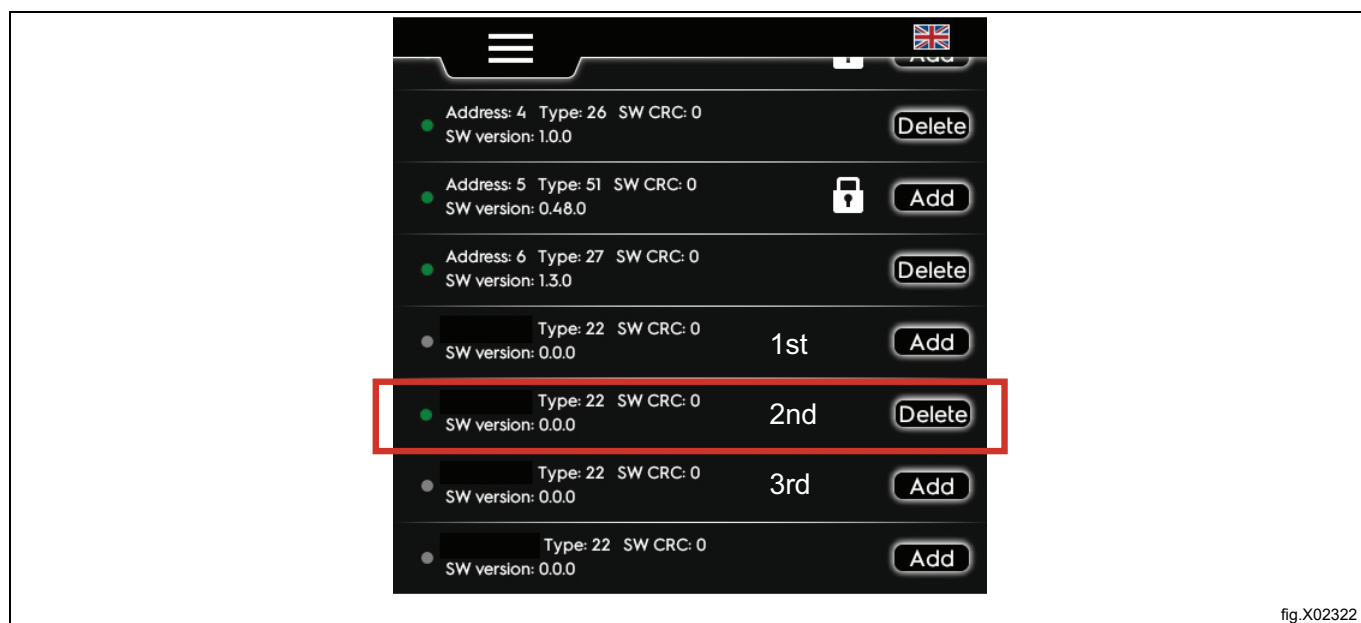 Add
Address: 4 Type: 26 SW CRC: 0
SW version: 1.0.0
Delete
Address: 5 Type: 51 SW CRC: 0
SW version: 0.48.0
Add
Address: 6 Type: 27 SW CRC: 0
SW version: 1.3.0
Delete
Type: 22 SW CRC: 0
SW version: 0.0.0
1st
Add
Type: 22 SW CRC: 0
SW version: 0.0.0
2nd
Delete
Type: 22 SW CRC: 0
SW version: 0.0.0
3rd
Add
Type: 22 SW CRC: 0
SW version: 0.0.0
Add
fig.X02322